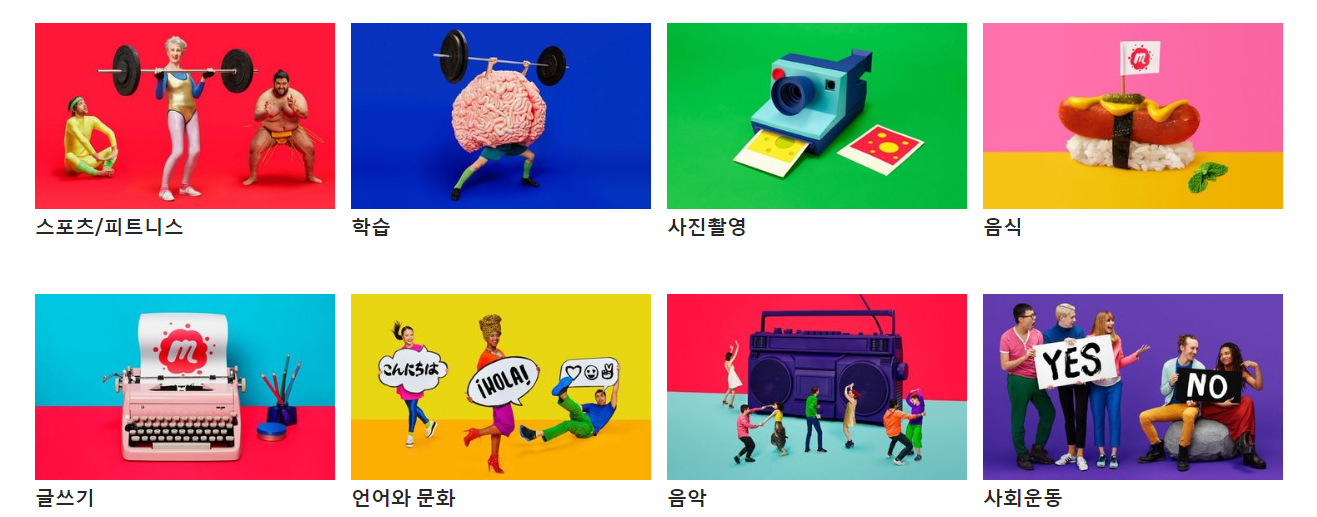 m
스포츠/피트니스
학습
사진촬영
음식
m
こんにちは
¡HOLA!
YES
NO
글쓰기
언어와 문화
음악
사회운동